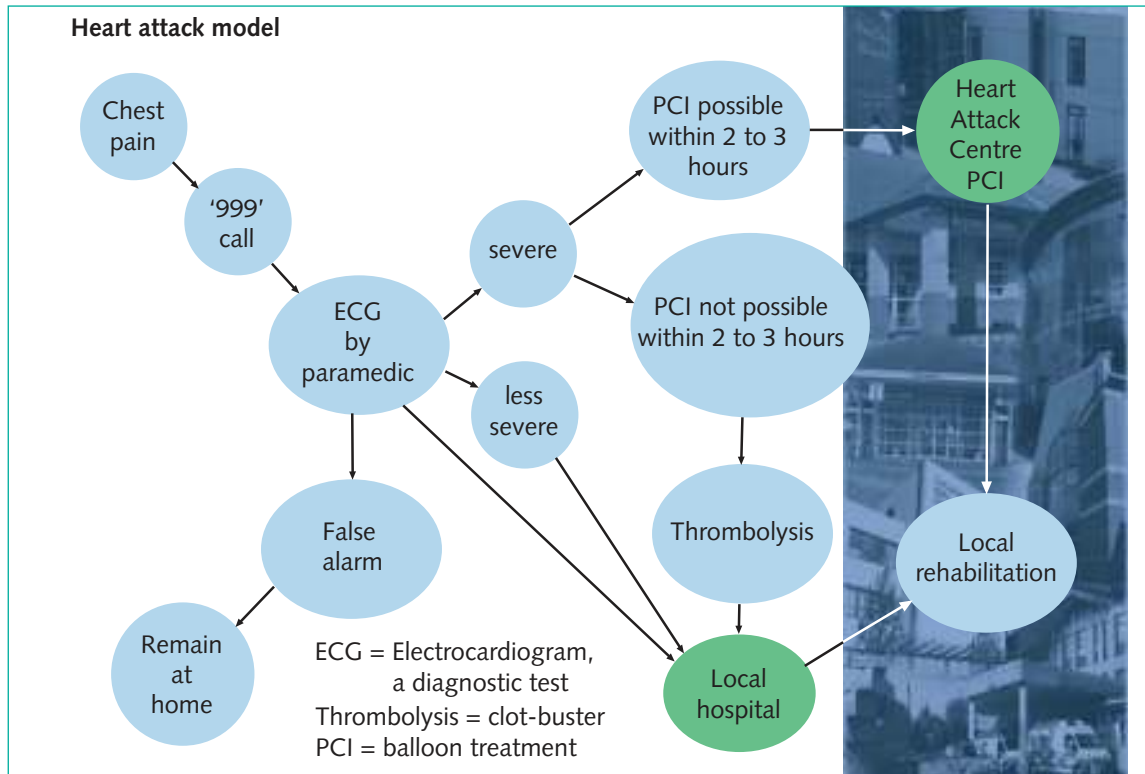 Heart attack model
Chest
pain
‘999’
call
ECG
by
paramedic
severe
less
severe
PCI possible
within 2 to 3
hours
PCI not possible
within 2 to 3 hours
Heart
Attack
Centre
PCI
False
alarm
Remain
at
home
Thrombolysis
Local
hospital
Local
rehabilitation
ECG = Electrocardiogram,
a diagnostic test
Thrombolysis = clot-buster
PCI = balloon treatment